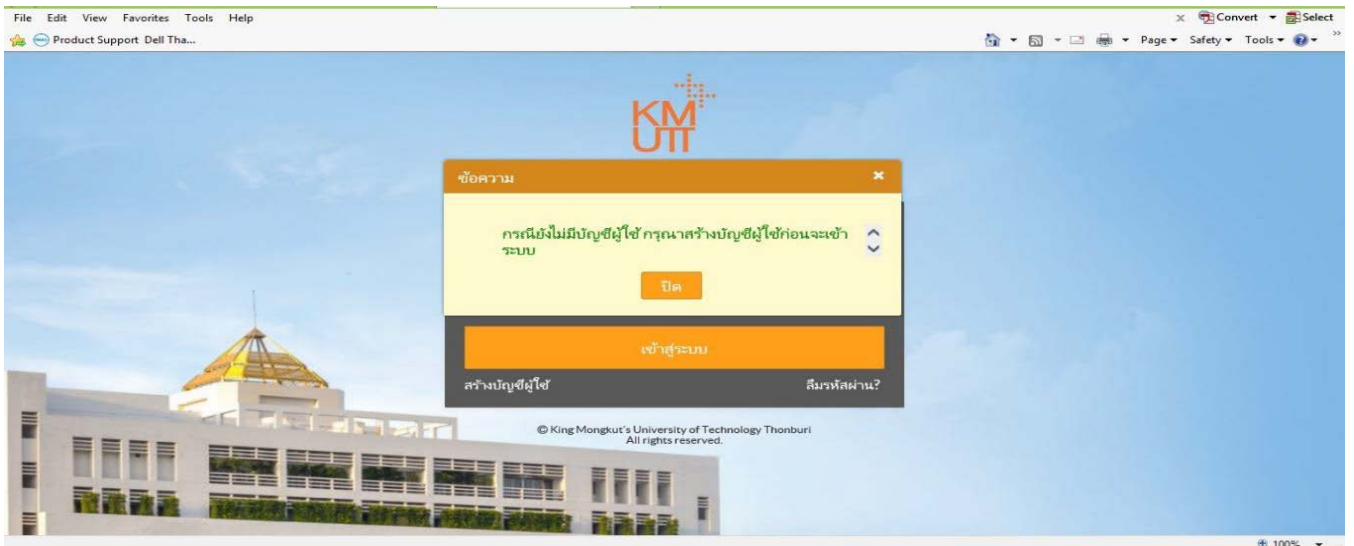 File Edit View Favorites Tools Help
x Convert Select
Product Support Dell Tha...
Page Safety Tools
KM
UTT
ข้อความ
กรณียังไม่มีบัญชีผู้ใช้ กรุณาสร้างบัญชีผู้ใช้ก่อนจะเข้า
ระบบ
ปิด
เข้าสู่ระบบ
สร้างบัญชีผู้ใช้ ลืมรหัสผ่าน?
© King Mongkut's University of Technology Thonburi
All rights reserved.
100%